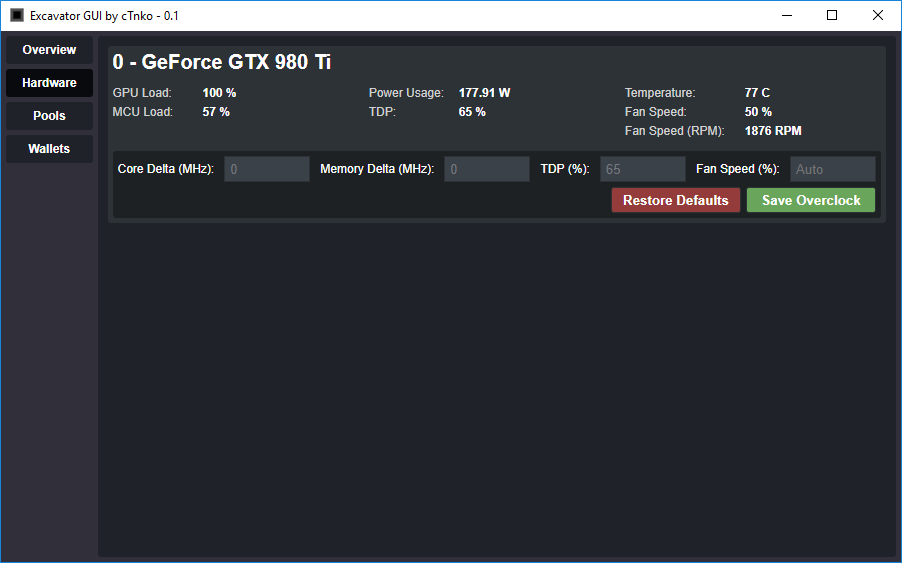 Excavator GUI by cTnko - 0.1
Overview
Hardware
Pools
Wallets
0 - GeForce GTX 980 Ti
GPU Load: 100 % Power Usage: 177.91 W Temperature: 77 C
MCU Load: 57 % TDP: 65 % Fan Speed: 50 %
Fan Speed (RPM): 1876 RPM
Core Delta (MHz): 0 Memory Delta (MHz): 0 TDP (%): 65 Fan Speed (%): Auto
Restore Defaults Save Overclock